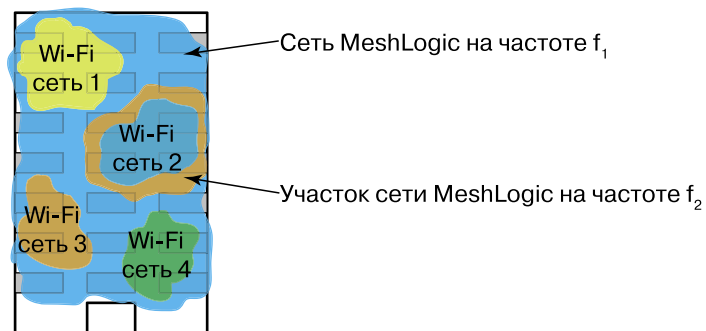 Wi-Fi
сеть 1
Сеть MeshLogic на частоте f₁
Wi-Fi
сеть 2
Участок сети MeshLogic на частоте f₂
Wi-Fi
сеть 3
Wi-Fi
сеть 4